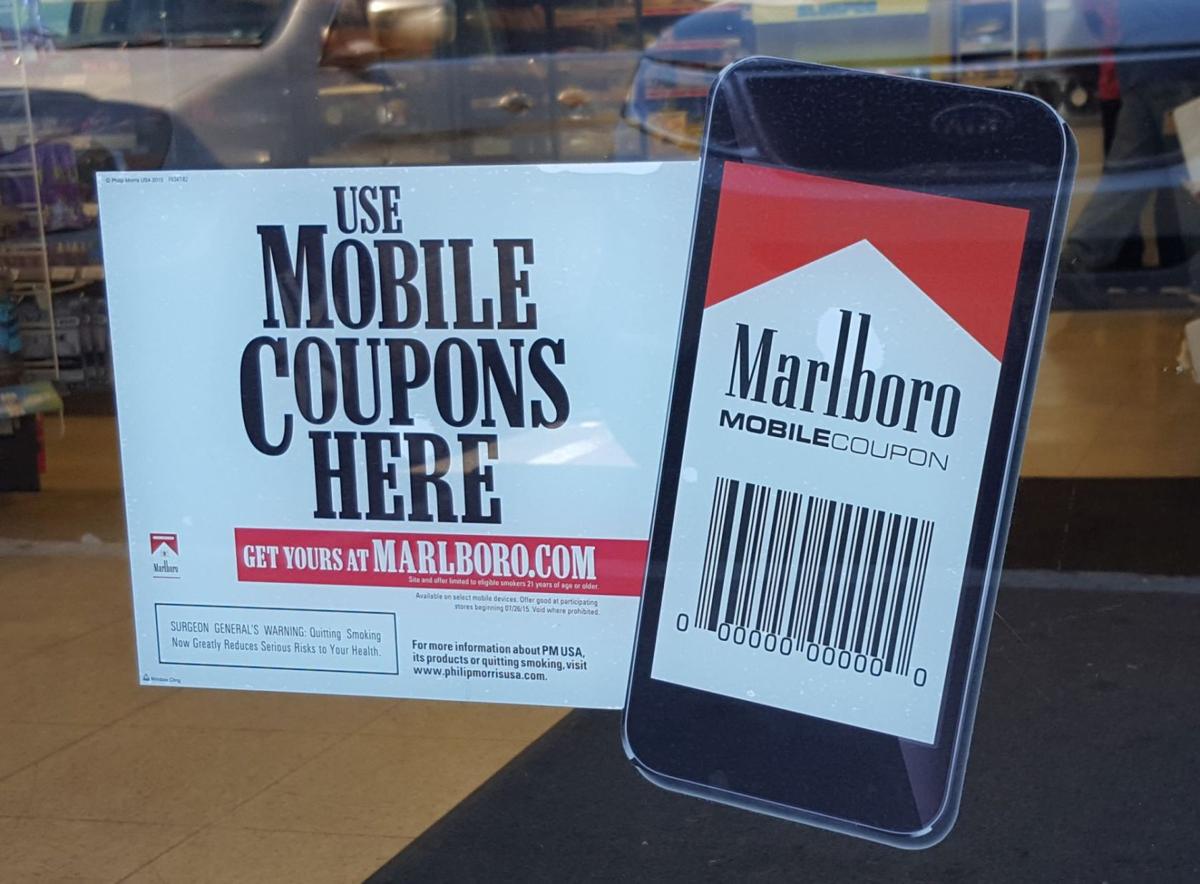 © Philip Morris USA 2015
USE
MOBILE
COUPONS
HERE
GET YOURS AT MARLBORO.COM
Site and offer limited to eligible smokers 21 years of age or older.
Available on select mobile devices. Offer good at participating
stores beginning 07/26/15. Void where prohibited.
Marlboro
SURGEON GENERAL'S WARNING: Quitting Smoking
Now Greatly Reduces Serious Risks to Your Health.
For more information about PM USA,
its products or quitting smoking, visit
www.philipmorrisusa.com.
Window Cling
Marlboro
MOBILECOUPON
0 00000 00000 0